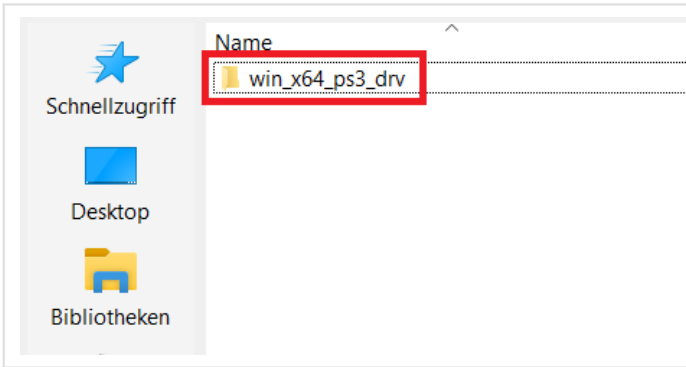 Name
win_x64_ps3_drv
Schnellzugriff
Desktop
Bibliotheken